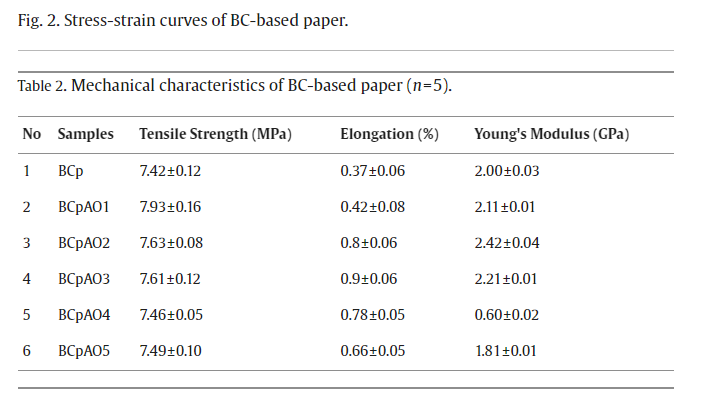 Fig. 2. Stress-strain curves of BC-based paper.
Table 2. Mechanical characteristics of BC-based paper (n=5).
No Samples Tensile Strength (MPa) Elongation (%) Young's Modulus (GPa)
1 BCp 7.42±0.12 0.37±0.06 2.00±0.03
2 BCpAO1 7.93±0.16 0.42±0.08 2.11±0.01
3 BCpAO2 7.63±0.08 0.8±0.06 2.42±0.04
4 BCpAO3 7.61±0.12 0.9±0.06 2.21±0.01
5 BCpAO4 7.46±0.05 0.78±0.05 0.60±0.02
6 BCpAO5 7.49±0.10 0.66±0.05 1.81±0.01